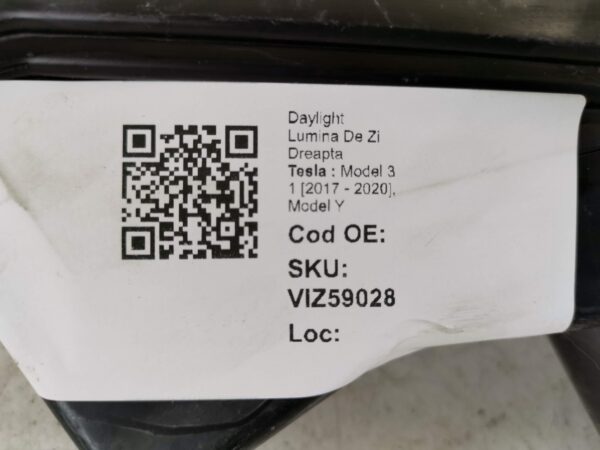 Daylight
Lumina De Zi
Dreapta
Tesla : Model 3
1 [2017 - 2020],
Model Y
Cod OE:
SKU:
VIZ59028
Loc: